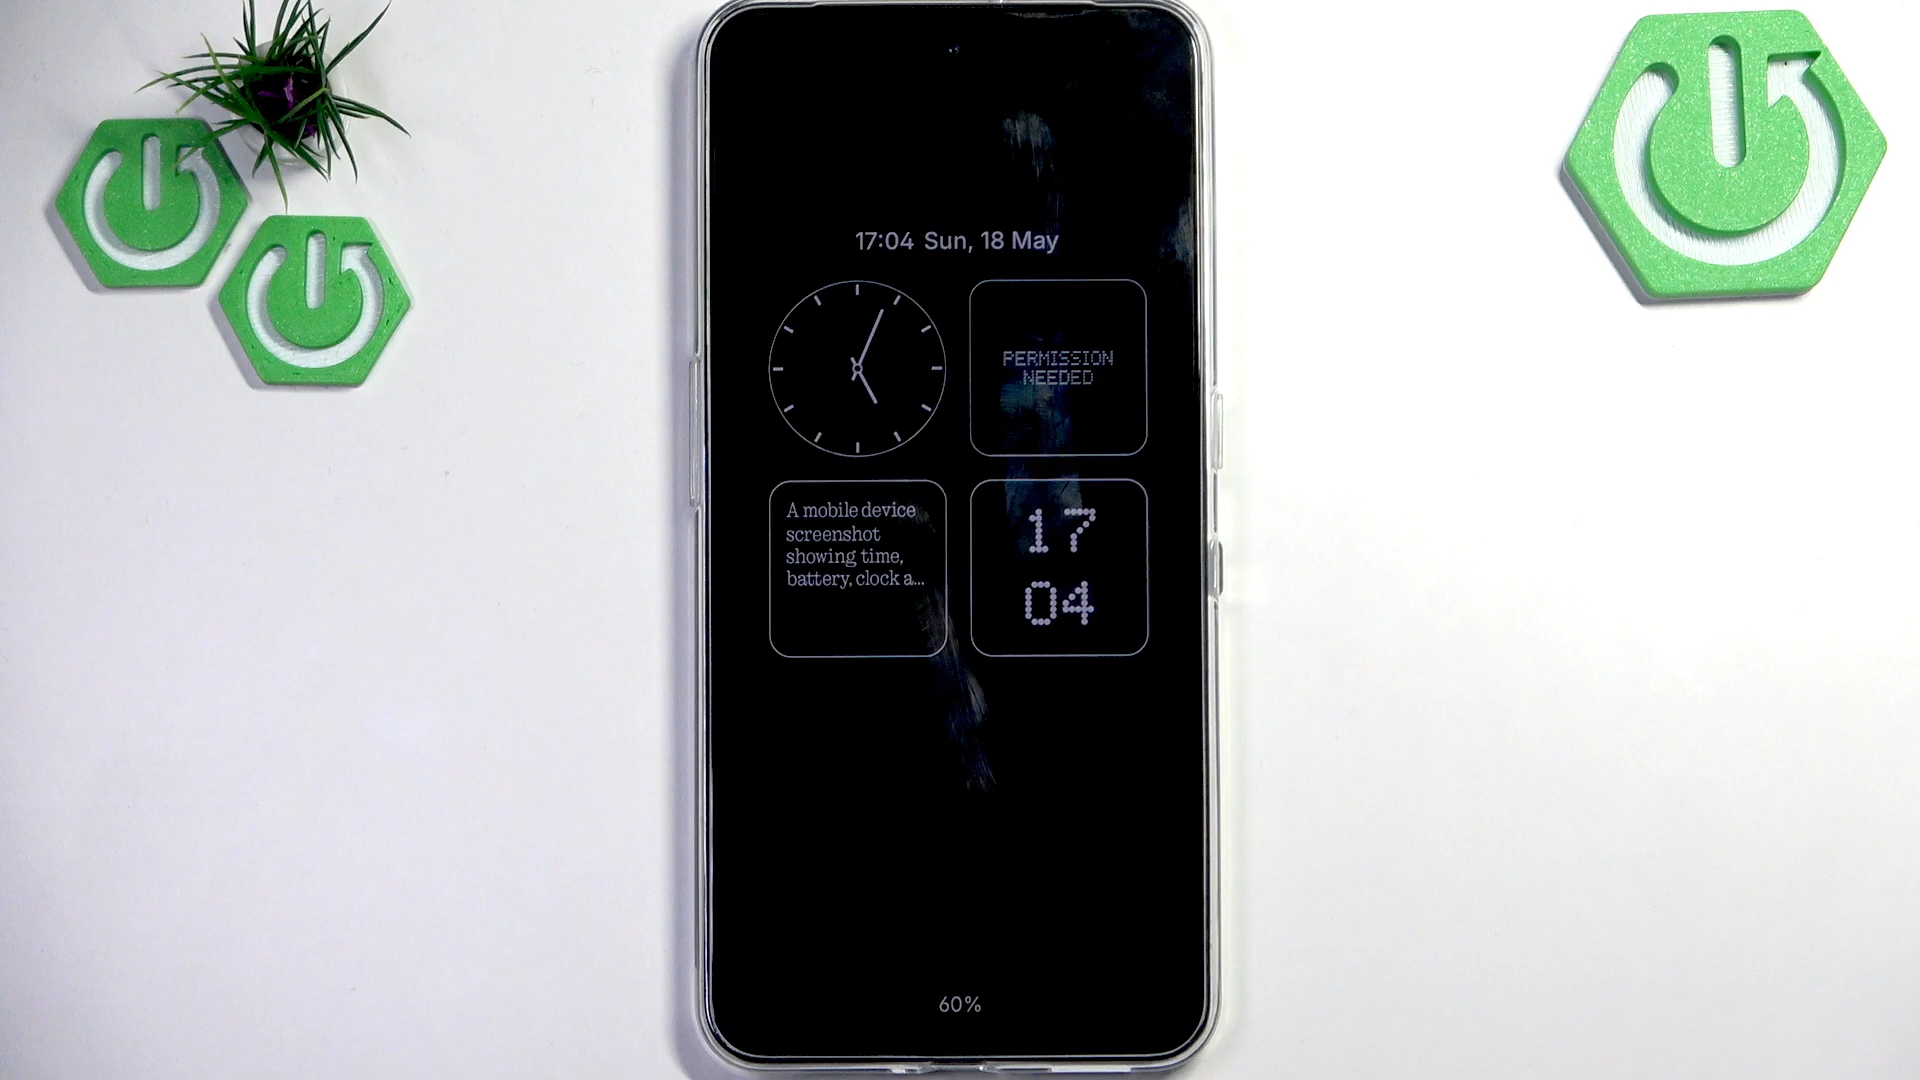 17:04 Sun, 18 May
PERMISSION
NEEDED
A mobile device
screenshot
showing time,
battery, clock a...
17
04
60%